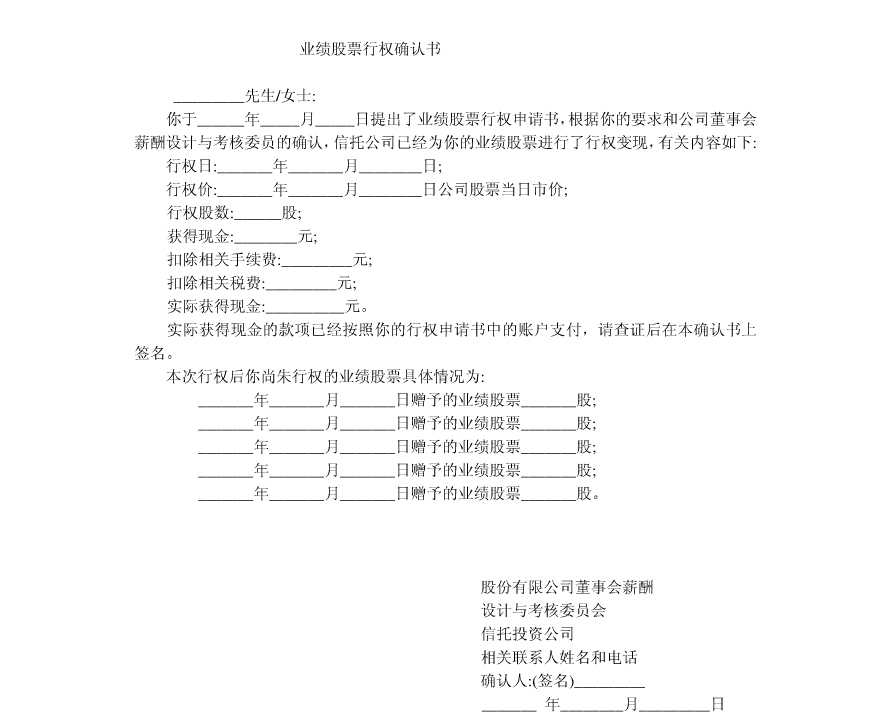 业绩股票行权确认书
_________先生/女士:
你于______年_____月_____日提出了业绩股票行权申请书,根据你的要求和公司董事会
薪酬设计与考核委员的确认,信托公司已经为你的业绩股票进行了行权变现,有关内容如下:
行权日:_______年_______月________日;
行权价:_______年_______月________日公司股票当日市价;
行权股数:______股;
获得现金:________元;
扣除相关手续费:_________元;
扣除相关税费:_________元;
实际获得现金:__________元。
实际获得现金的款项已经按照你的行权申请书中的账户支付，请查证后在本确认书上
签名。
本次行权后你尚朱行权的业绩股票具体情况为:
_______年_______月_______日赠予的业绩股票_______股;
_______年_______月_______日赠予的业绩股票_______股;
_______年_______月_______日赠予的业绩股票_______股;
_______年_______月_______日赠予的业绩股票_______股;
_______年_______月_______日赠予的业绩股票_______股。
股份有限公司董事会薪酬
设计与考核委员会
信托投资公司
相关联系人姓名和电话
确认人:(签名)_________
_______ 年________月_________日